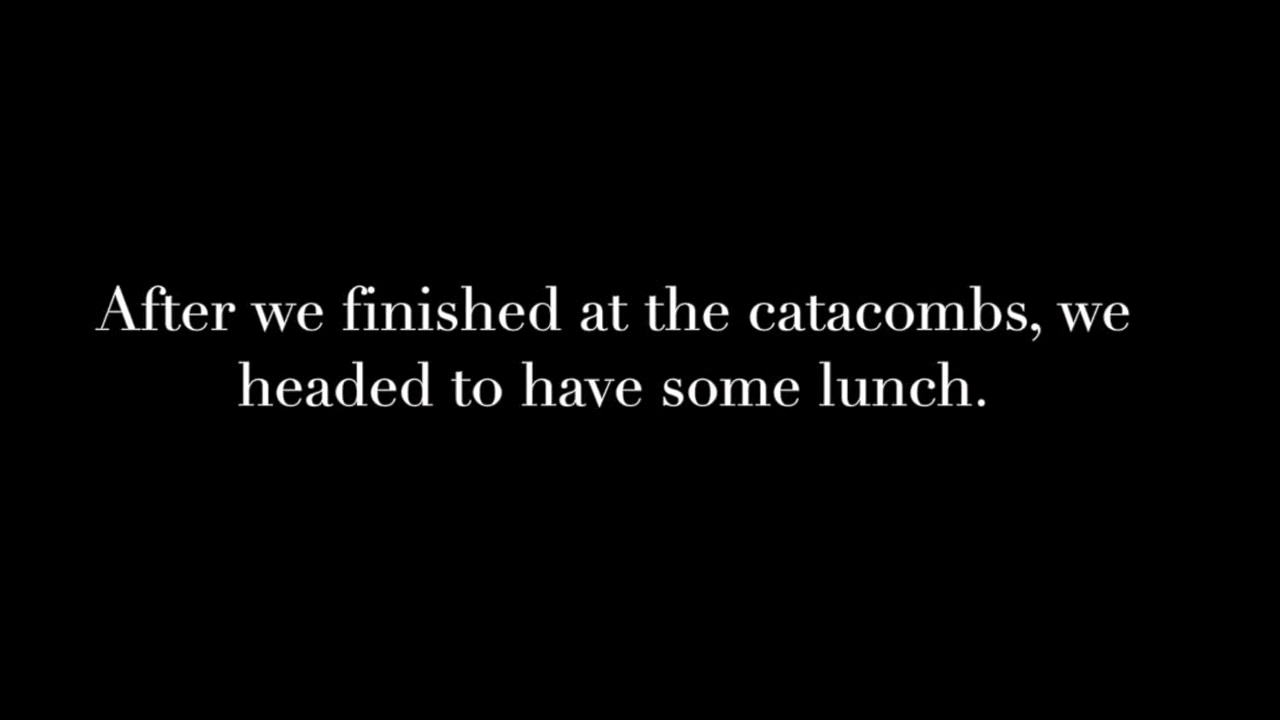 After we finished at the catacombs, we
headed to have some lunch.